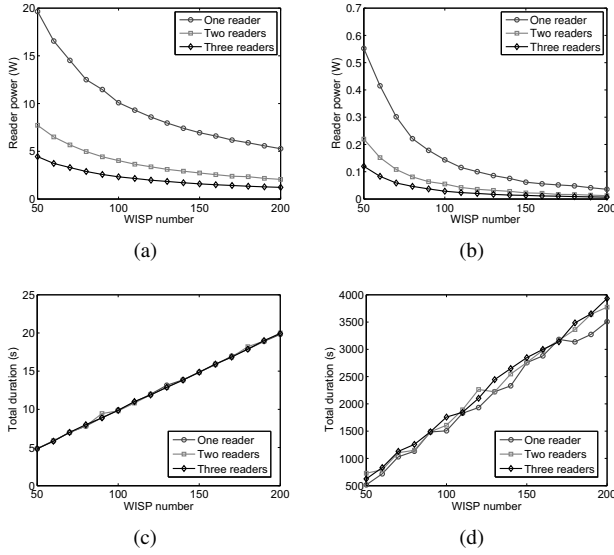 20
15
10
5
0
50
100
150
200
Reader power (W)
WISP number
One reader
Two readers
Three readers
(a)
0.7
0.6
0.5
0.4
0.3
0.2
0.1
0
50
100
150
200
Reader power (W)
WISP number
One reader
Two readers
Three readers
(b)
25
20
15
10
5
0
50
100
150
200
Total duration (s)
WISP number
One reader
Two readers
Three readers
(c)
4000
3500
3000
2500
2000
1500
1000
500
50
100
150
200
Total duration (s)
WISP number
One reader
Two readers
Three readers
(d)